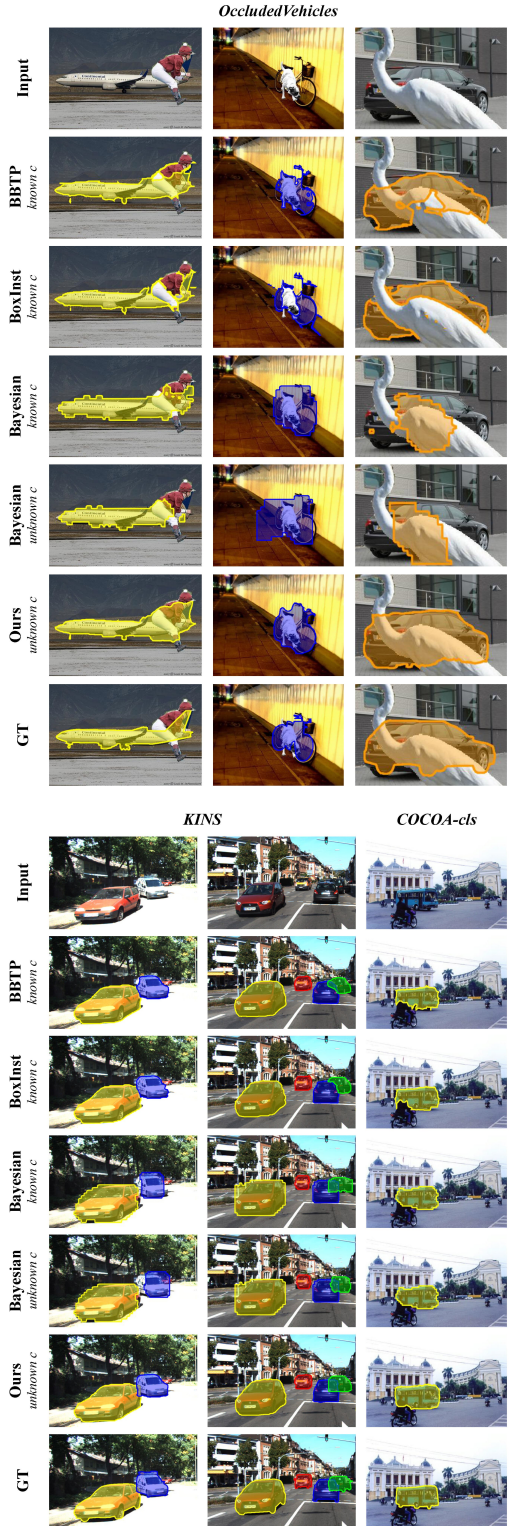 OccludedVehicles
Input
BBTP
known c
BoxInst
known c
Bayesian
known c
Bayesian
unknown c
Ours
unknown c
GT
KINS COCOA-cls
Input
BBTP
known c
BoxInst
known c
Bayesian
known c
Bayesian
unknown c
Ours
unknown c
GT